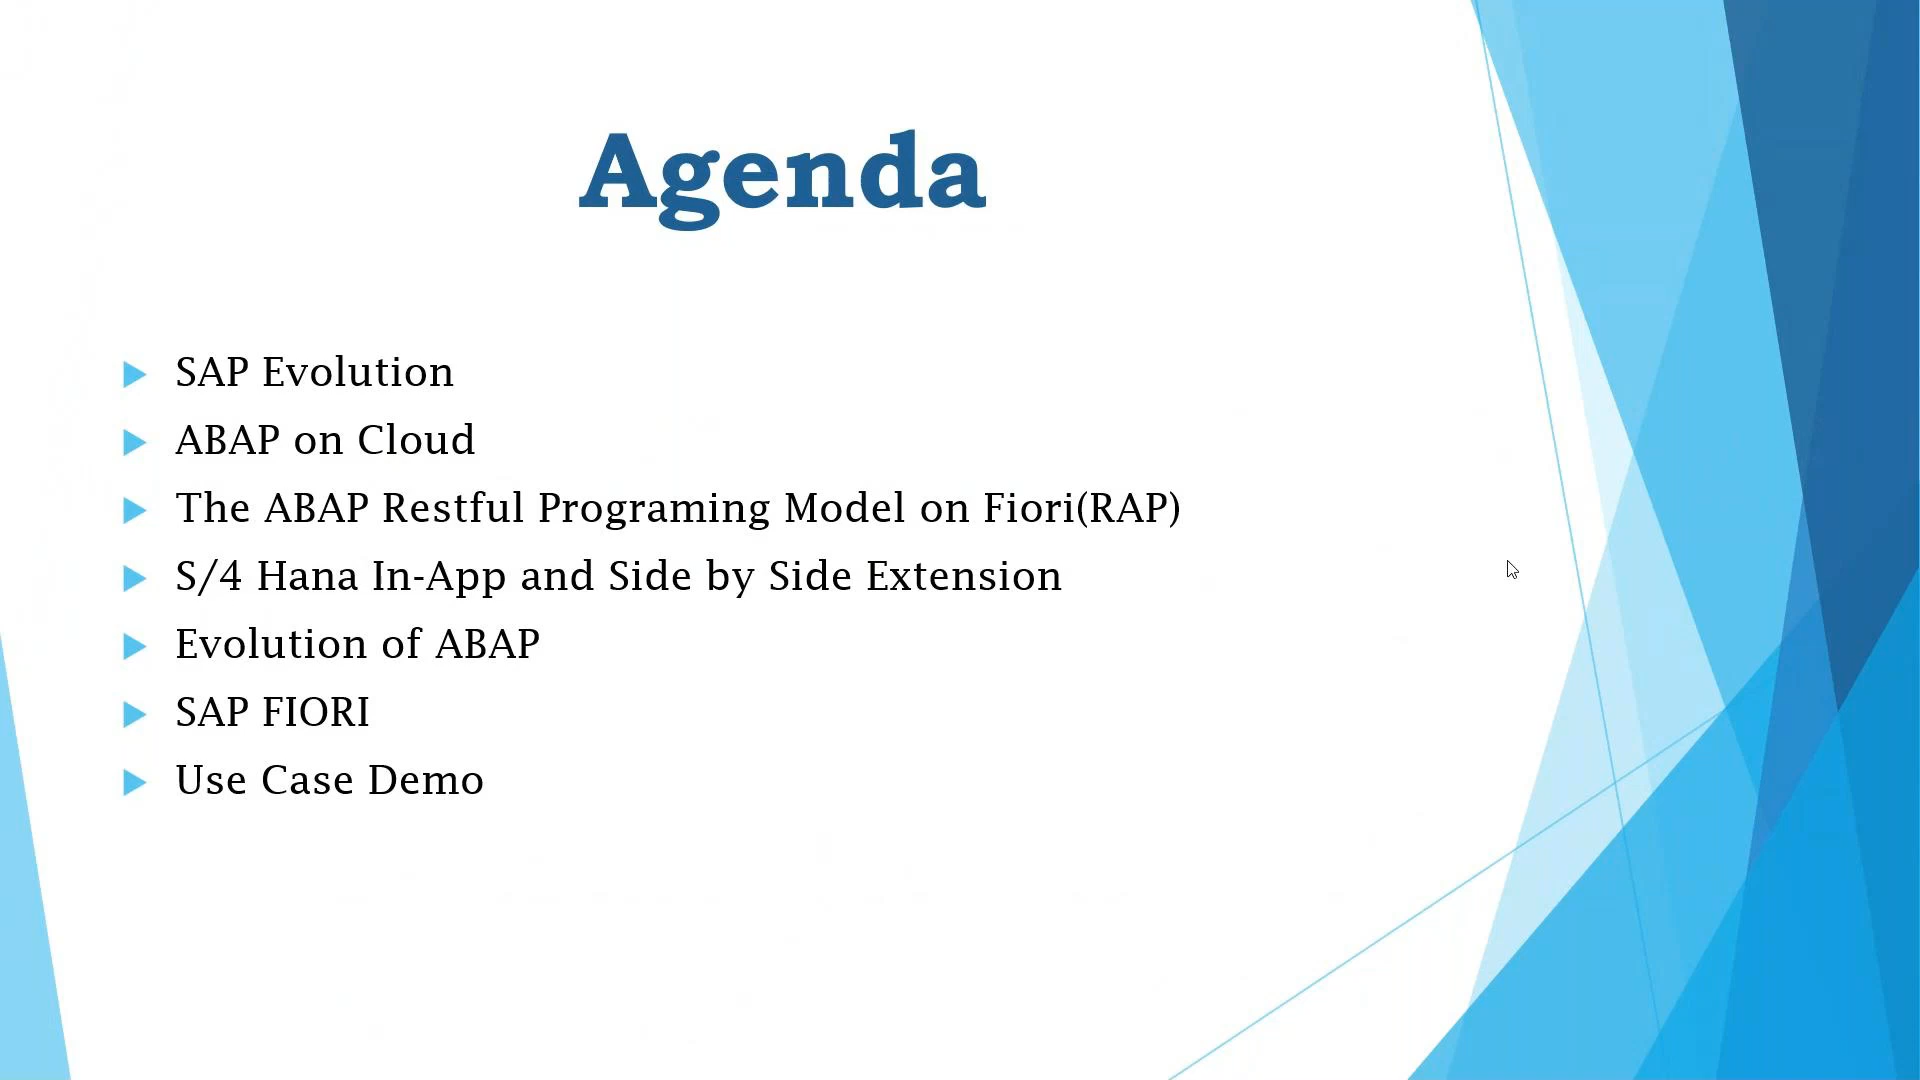 Agenda
SAP Evolution
ABAP on Cloud
The ABAP Restful Programing Model on Fiori(RAP)
S/4 Hana In-App and Side by Side Extension
Evolution of ABAP
SAP FIORI
Use Case Demo